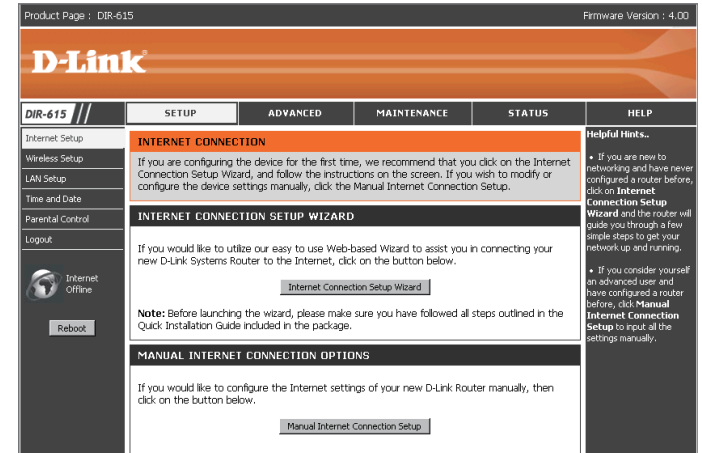 Product Page : DIR-615 Firmware Version : 4.00
D-Link
DIR-615 SETUP ADVANCED MAINTENANCE STATUS HELP
Internet Setup
Wireless Setup
LAN Setup
Time and Date
Parental Control
Logout
Internet
Offline
Reboot
INTERNET CONNECTION
If you are configuring the device for the first time, we recommend that you click on the Internet
Connection Setup Wizard, and follow the instructions on the screen. If you wish to modify or
configure the device settings manually, click the Manual Internet Connection Setup.
INTERNET CONNECTION SETUP WIZARD
If you would like to utilize our easy to use Web-based Wizard to assist you in connecting your
new D-Link Systems Router to the Internet, click on the button below.
Internet Connection Setup Wizard
Note: Before launching the wizard, please make sure you have followed all steps outlined in the
Quick Installation Guide included in the package.
MANUAL INTERNET CONNECTION OPTIONS
If you would like to configure the Internet settings of your new D-Link Router manually, then
click on the button below.
Manual Internet Connection Setup
Helpful Hints..
• If you are new to
networking and have never
configured a router before,
click on Internet
Connection Setup
Wizard and the router will
guide you through a few
simple steps to get your
network up and running.
• If you consider yourself
an advanced user and
have configured a router
before, click Manual
Internet Connection
Setup to input all the
settings manually.